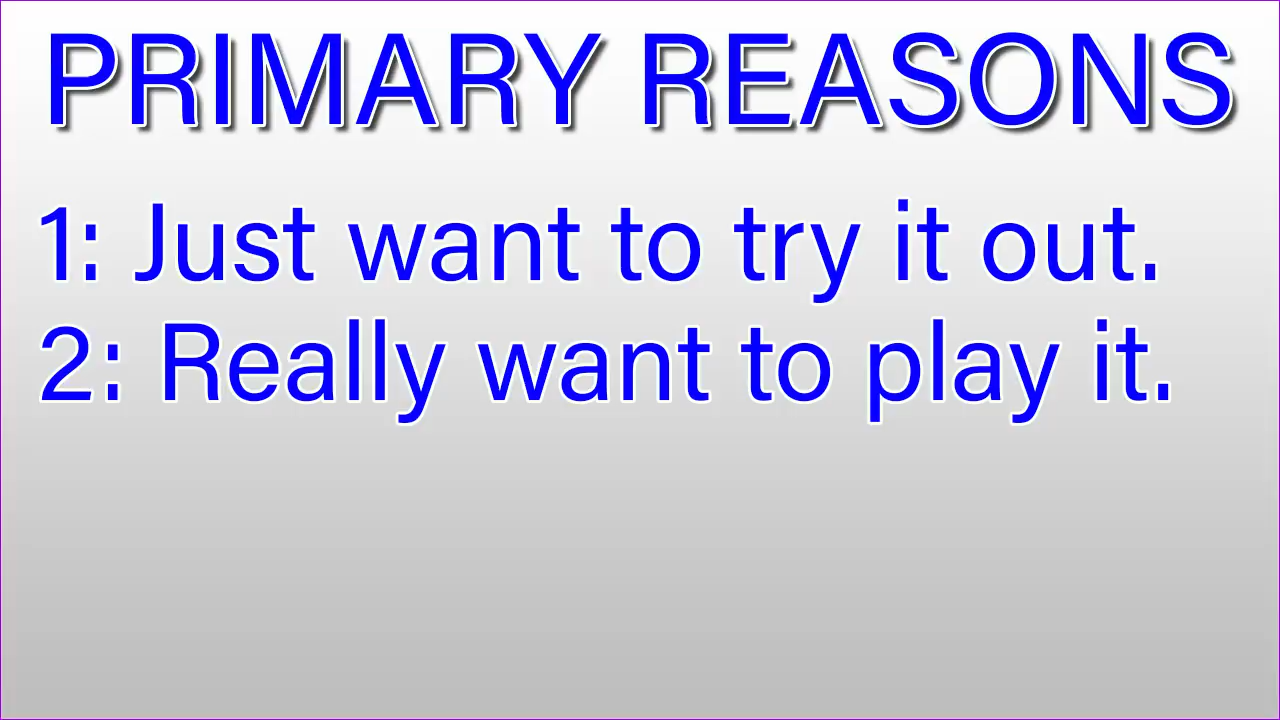 PRIMARY REASONS
1: Just want to try it out.
2: Really want to play it.